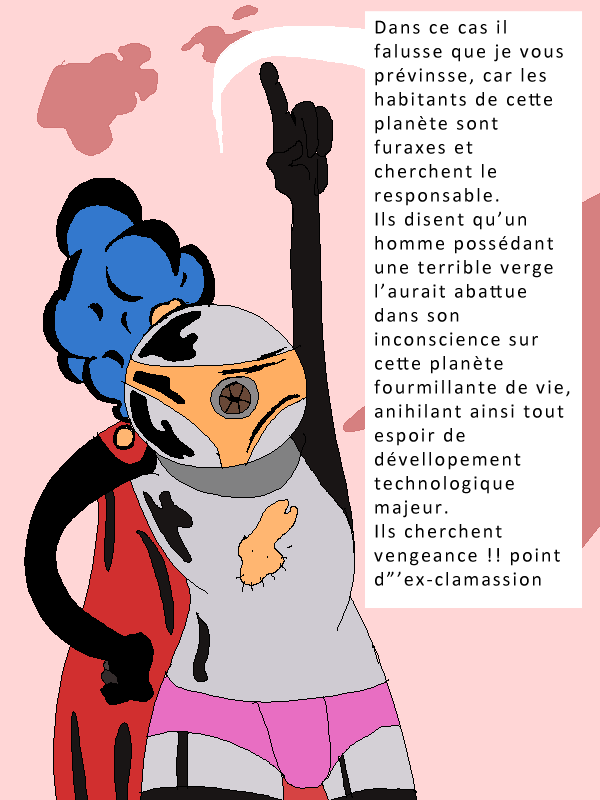 Dans ce cas il
falusse que je vous
prévinsse, car les
habitants de cette
planète sont
furaxes et
cherchent le
responsable.
Ils disent qu’un
homme possédant
une terrible verge
l’aurait abattue
dans son
inconscience sur
cette planète
fourmillante de vie,
anihilant ainsi tout
espoir de
dévellopement
technologique
majeur.
Ils cherchent
vengeance !! point
d”’ex-clamassion